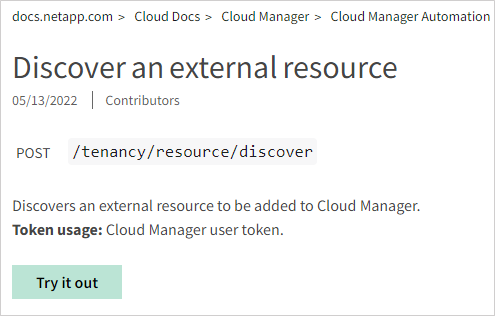 docs.netapp.com > Cloud Docs > Cloud Manager > Cloud Manager Automation
Discover an external resource
05/13/2022 | Contributors
POST /tenancy/resource/discover
Discovers an external resource to be added to Cloud Manager.
Token usage: Cloud Manager user token.
Try it out